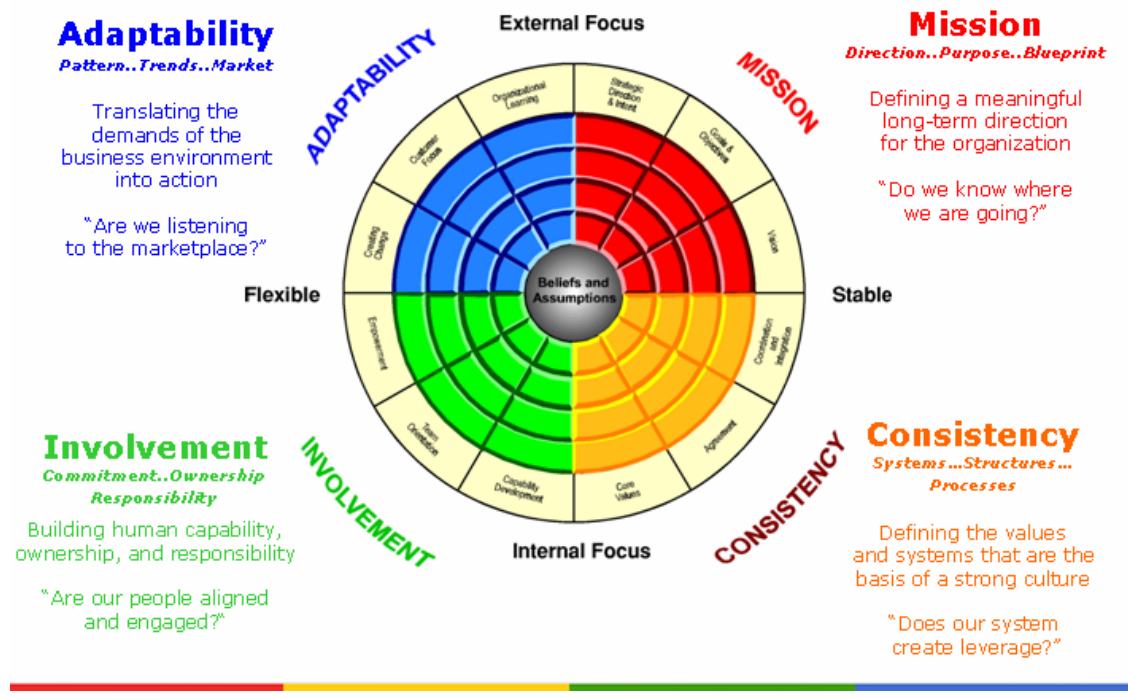 External Focus
Adaptability
Pattern..Trends..Market
Translating the
demands of the
business environment
into action
“Are we listening
to the marketplace?”
ADAPTABILITY
MISSION
Mission
Direction..Purpose..Blueprint
Defining a meaningful
long-term direction
for the organization
“Do we know where
we are going?”
Organizational
Learning
Strategic
Direction
& Intent
Customer
Focus
Goals &
Objectives
Creating
Change
Vision
Flexible
Beliefs and
Assumptions
Stable
Empowerment
Coordination
and
Integration
Team
Orientation
Agreement
Capability
Development
Core
Values
Involvement
Commitment..Ownership
Responsibility
Building human capability,
ownership, and responsibility
“Are our people aligned
and engaged?”
INVOLVEMENT
CONSISTENCY
Consistency
Systems...Structures...
Processes
Defining the values
and systems that are the
basis of a strong culture
“Does our system
create leverage?”
Internal Focus